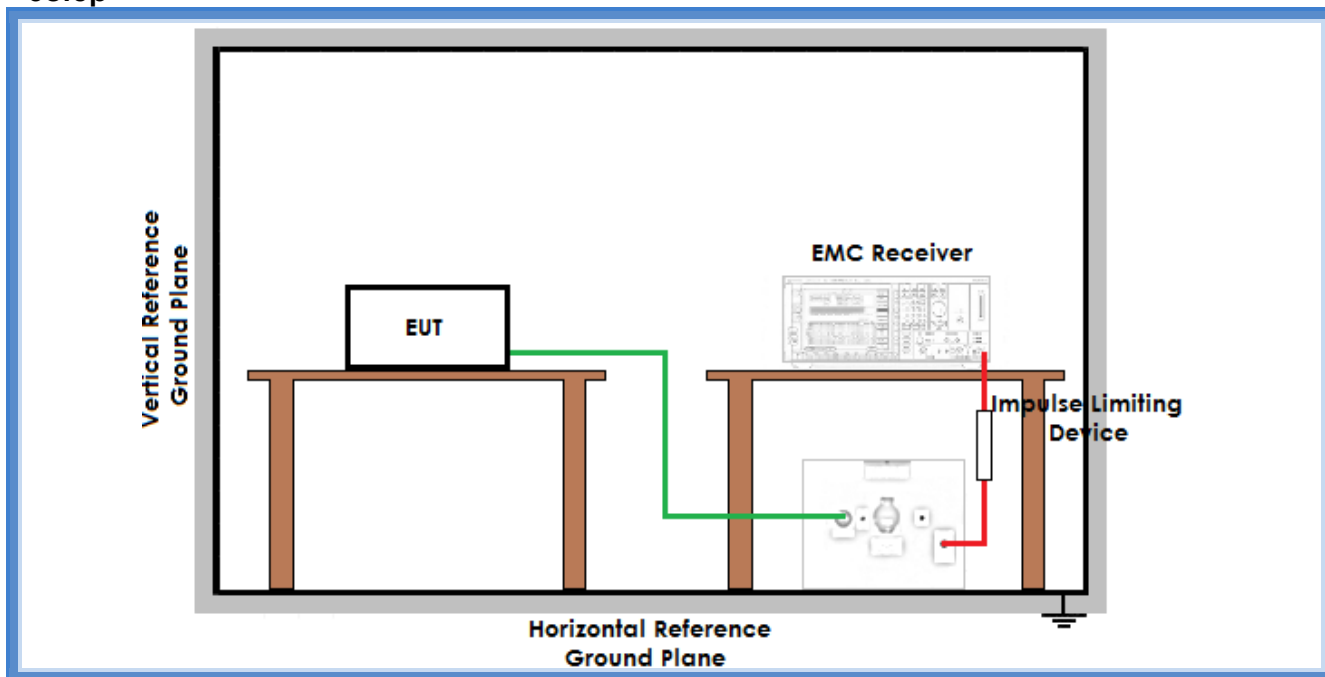 EMC Receiver
Vertical Reference
Ground Plane
EUT
Impulse Limiting
Device
Horizontal Reference
Ground Plane